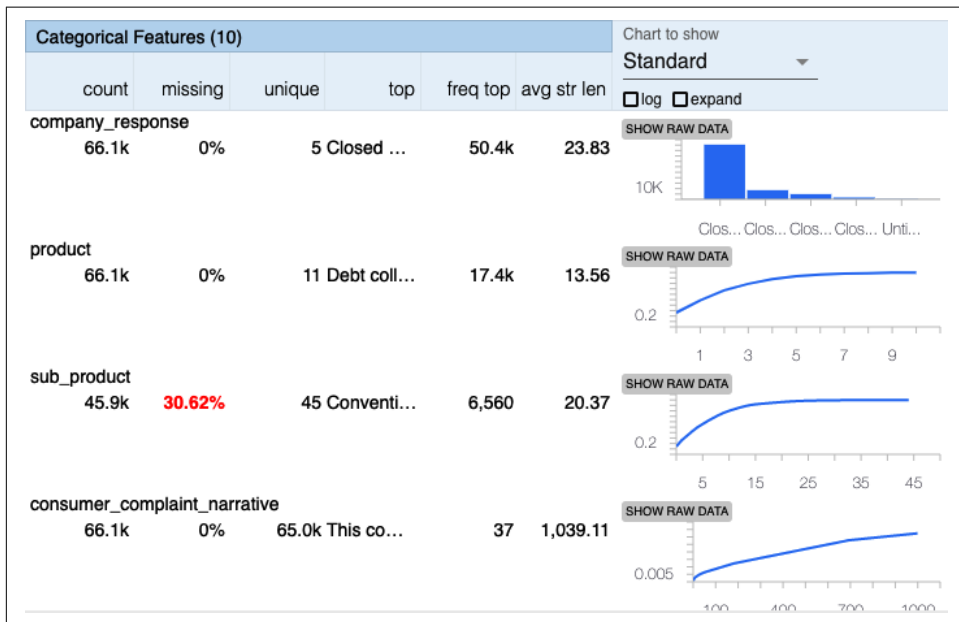 Categorical Features (10)
Chart to show
Standard
count missing unique top freq top avg str len
log expand
company_response
66.1k 0% 5 Closed ... 50.4k 23.83
SHOW RAW DATA
10K
Clos... Clos... Clos... Clos... Unti...
product
66.1k 0% 11 Debt coll... 17.4k 13.56
SHOW RAW DATA
0.2
1 3 5 7 9
sub_product
45.9k 30.62% 45 Conventi... 6,560 20.37
SHOW RAW DATA
0.2
5 15 25 35 45
consumer_complaint_narrative
66.1k 0% 65.0k This co... 37 1,039.11
SHOW RAW DATA
0.005
100 400 700 1000